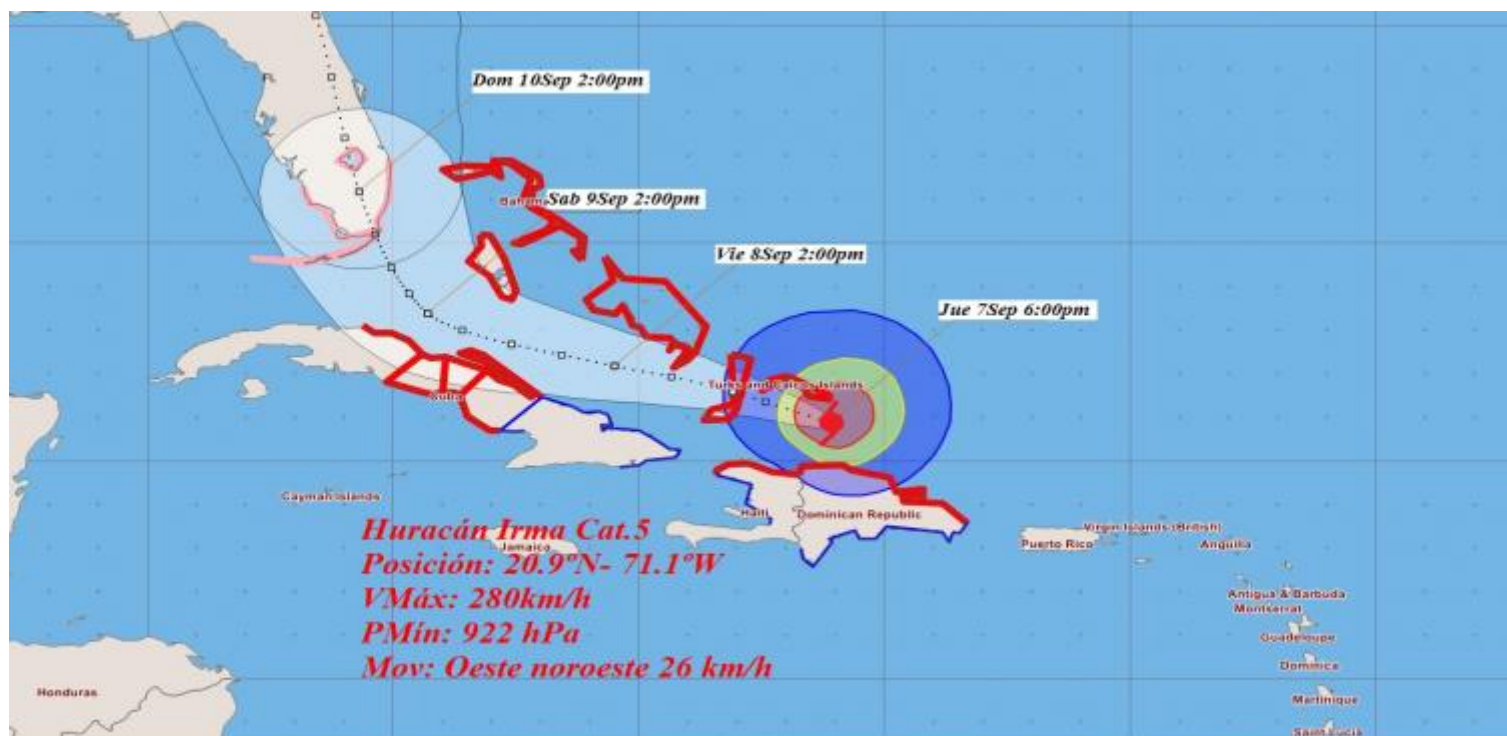 Dom 10Sep 2:00pm
FL
Sab 9Sep 2:00pm
Vie 8Sep 2:00pm
Jue 7Sep 6:00pm
Turks and Caicos Islands
Cuba
Cayman Islands
Haiti
Dominican Republic
Jamaica
Puerto Rico
Virgin Islands (British)
Anguilla
Antigua & Barbuda
Montserrat
Guadeloupe
Dominica
Martinique
Saint Lucia
Honduras
Huracán Irma Cat.5
Posición: 20.9ºN- 71.1ºW
VMáx: 280km/h
PMín: 922 hPa
Mov: Oeste noroeste 26 km/h